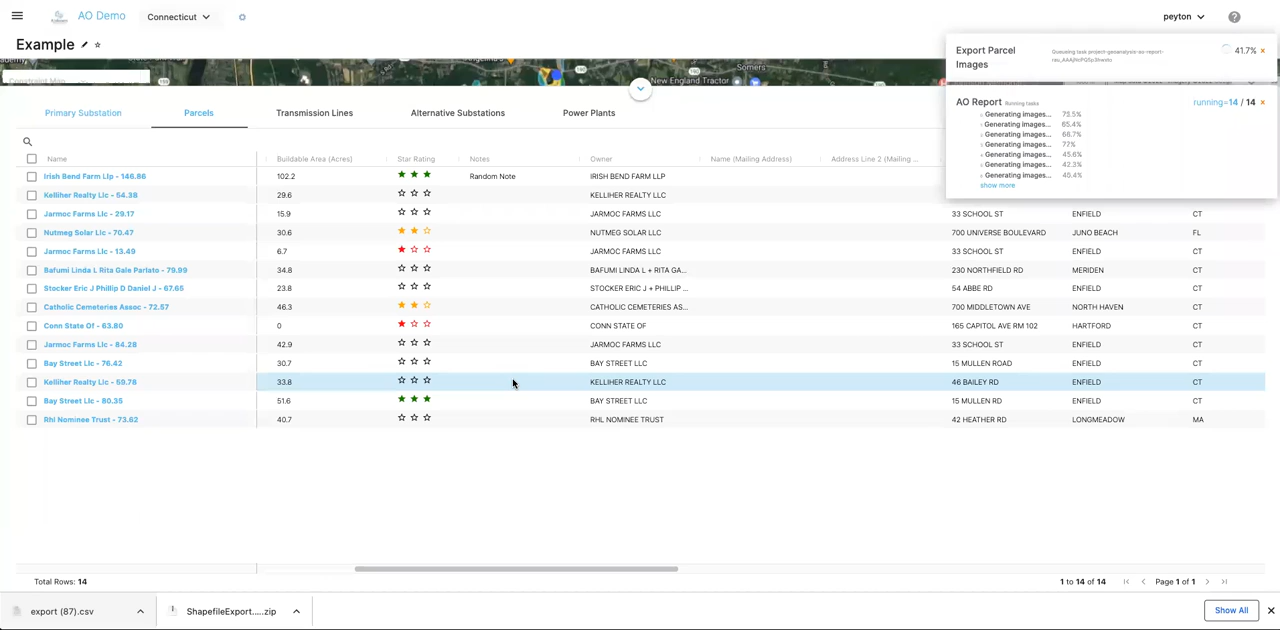 AO Demo Connecticut peyton
Example
Export Parcel Images 41.7%
Somers
New England Tractor
AO Report Running tasks running=14 / 14
Generating images... 75.5%
Generating images... 65.4%
Generating images... 66.7%
Generating images... 77%
Generating images... 45.6%
Generating images... 42.3%
Generating images... 40.4%
show more
Primary Substation Parcels Transmission Lines Alternative Substations Power Plants
Name Buildable Area (Acres) Star Rating Notes Owner Name (Mailing Address) Address Line 2 (Mailing ...
Irish Bend Farm Llp - 146.86 102.2 Random Note IRISH BEND FARM LLP
Kelliher Realty Llc - 54.38 29.6 KELLIHER REALTY LLC
Jarmoc Farms Llc - 29.17 15.9 JARMOC FARMS LLC 33 SCHOOL ST ENFIELD CT
Nutmeg Solar Llc - 70.47 30.6 NUTMEG SOLAR LLC 700 UNIVERSE BOULEVARD JUNO BEACH FL
Jarmoc Farms Llc - 13.49 6.7 JARMOC FARMS LLC 33 SCHOOL ST ENFIELD CT
Bafumi Linda L Rita Gale Parlato - 79.99 34.8 BAFUMI LINDA L + RITA GA... 230 NORTHFIELD RD MERIDEN CT
Stocker Eric J Phillip D Daniel J - 67.65 23.8 STOCKER ERIC J + PHILLIP ... 54 ABBE RD ENFIELD CT
Catholic Cemeteries Assoc - 72.57 46.3 CATHOLIC CEMETERIES AS... 700 MIDDLETOWN AVE NORTH HAVEN CT
Conn State Of - 63.80 0 CONN STATE OF 165 CAPITOL AVE RM 102 HARTFORD CT
Jarmoc Farms Llc - 84.28 42.9 JARMOC FARMS LLC 33 SCHOOL ST ENFIELD CT
Bay Street Llc - 76.42 30.7 BAY STREET LLC 15 MULLEN ROAD ENFIELD CT
Kelliher Realty Llc - 59.78 33.8 KELLIHER REALTY LLC 46 BAILEY RD ENFIELD CT
Bay Street Llc - 80.35 51.6 BAY STREET LLC 15 MULLEN RD ENFIELD CT
Rhl Nominee Trust - 73.62 40.7 RHL NOMINEE TRUST 42 HEATHER RD LONGMEADOW MA
Total Rows: 14 1 to 14 of 14 Page 1 of 1
export (87).csv ShapefileExport.....zip Show All